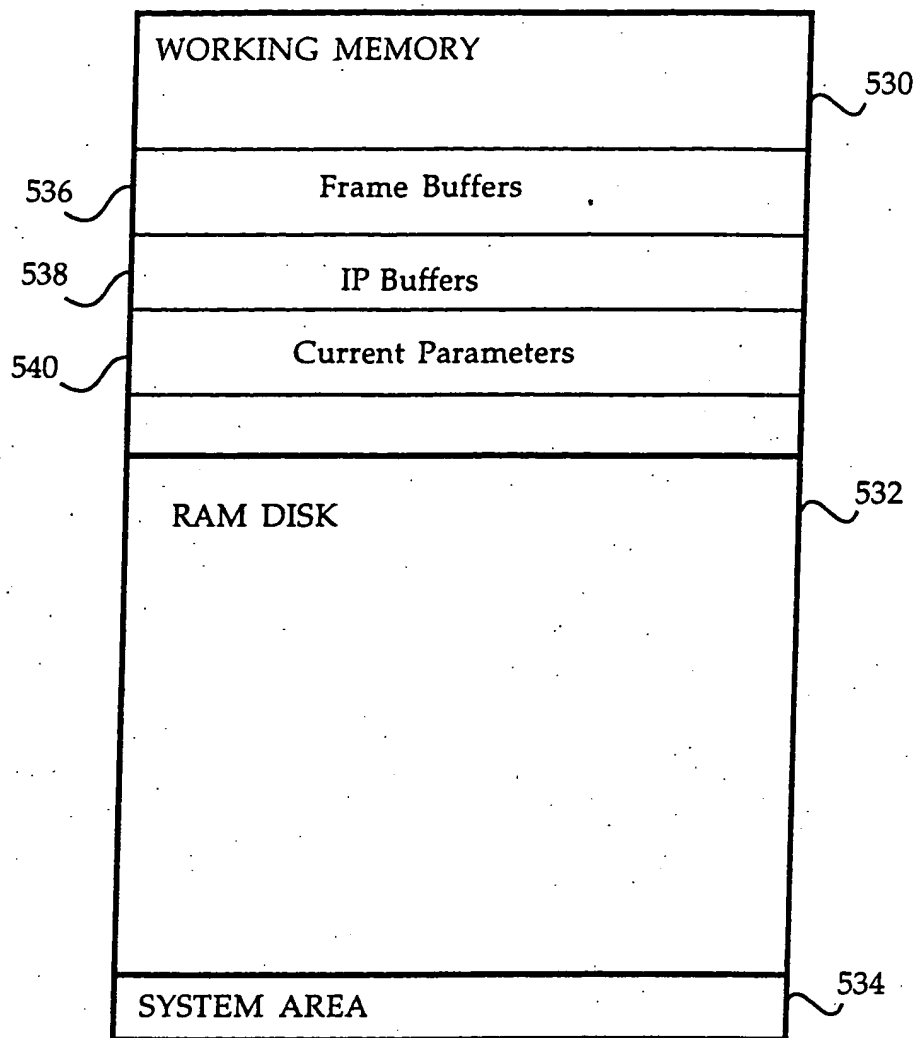 WORKING MEMORY
530
536
Frame Buffers
538
IP Buffers
540
Current Parameters
532
RAM DISK
534
SYSTEM AREA